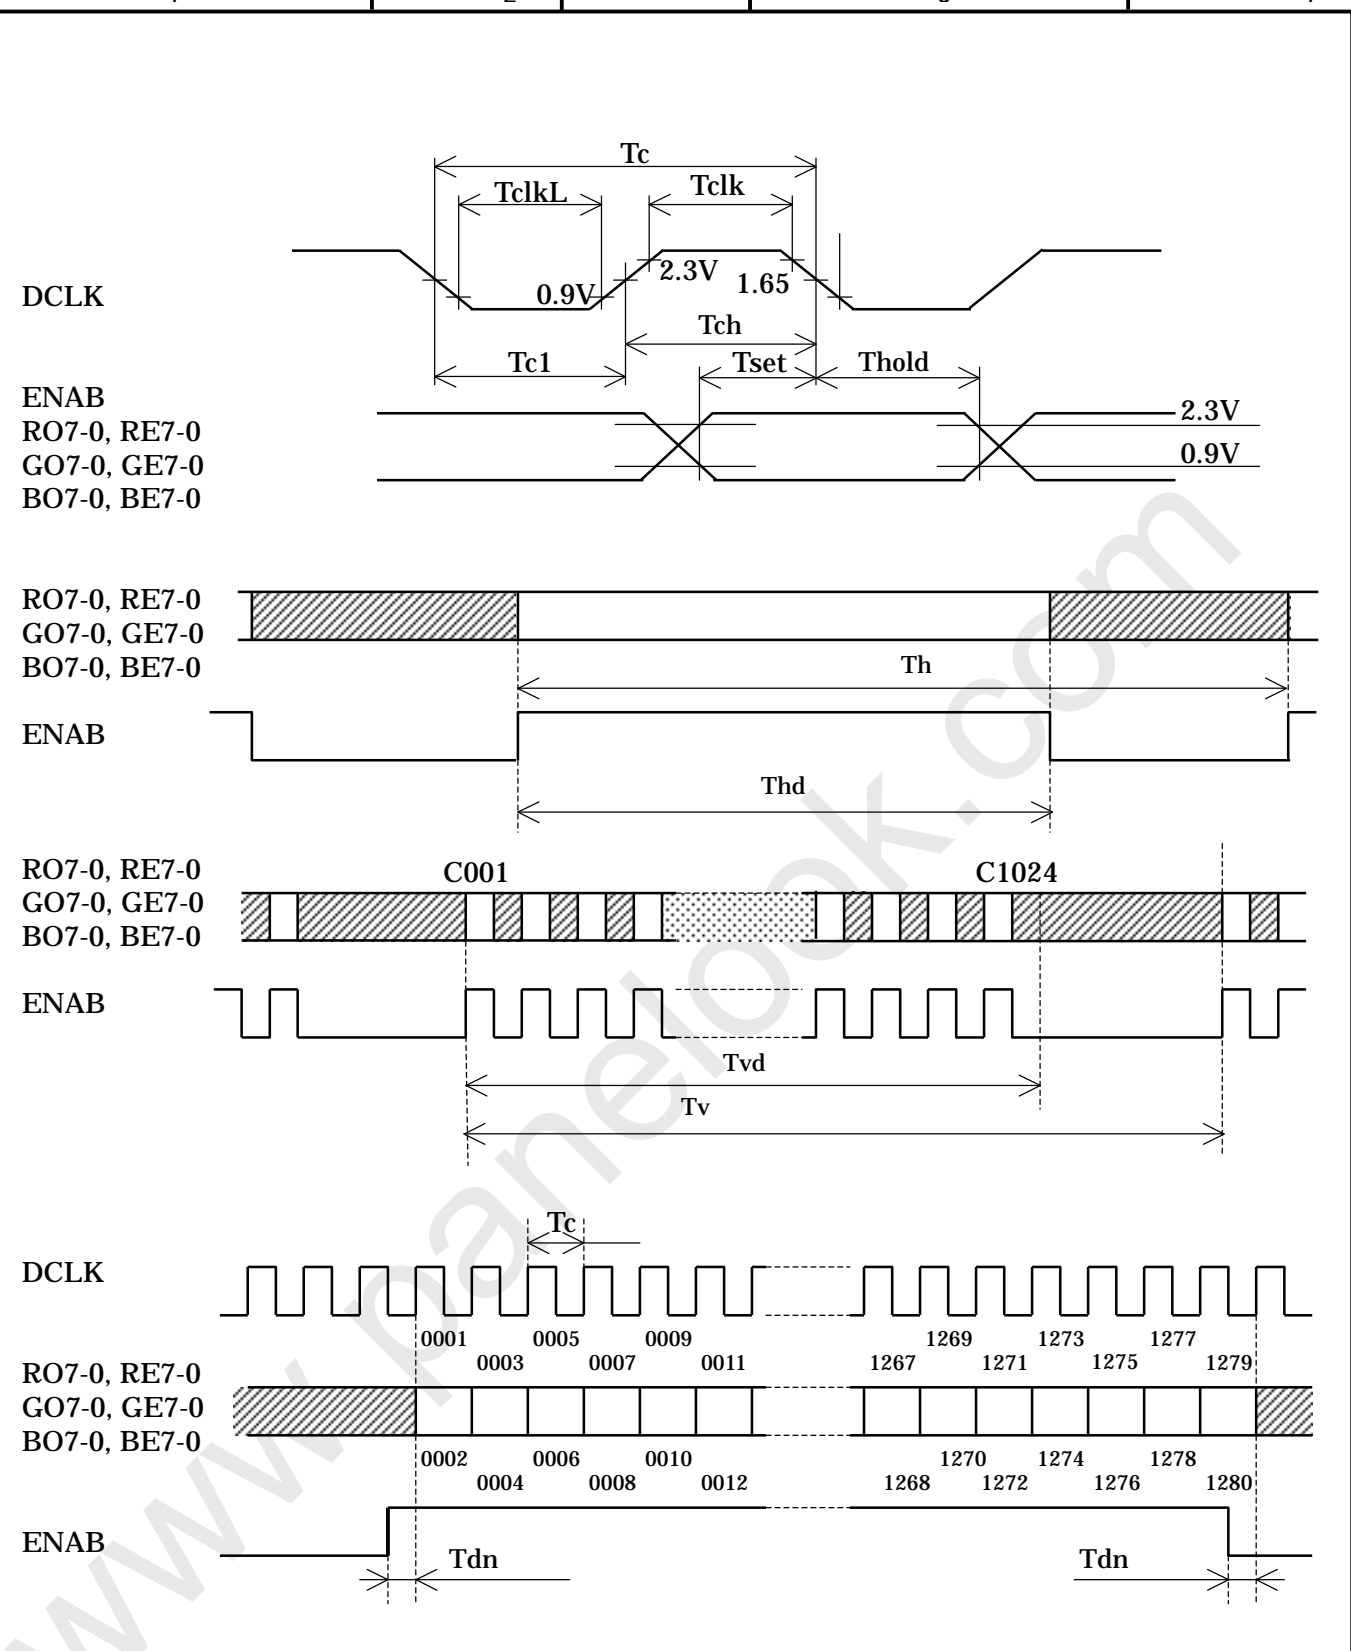 Tc
TclkL Tclk
DCLK 0.9V 2.3V 1.65
Tch
Tc1 Tset Thold
ENAB
RO7-0, RE7-0 2.3V
GO7-0, GE7-0 0.9V
BO7-0, BE7-0
RO7-0, RE7-0
GO7-0, GE7-0
BO7-0, BE7-0 Th
ENAB
Thd
RO7-0, RE7-0 C001 C1024
GO7-0, GE7-0
BO7-0, BE7-0
ENAB
Tvd
Tv
Tc
DCLK
0001 0005 0009 1269 1273 1277
0003 0007 0011 1267 1271 1275 1279
RO7-0, RE7-0
GO7-0, GE7-0
BO7-0, BE7-0
0002 0006 0010 1270 1274 1278
0004 0008 0012 1268 1272 1276 1280
ENAB
Tdn Tdn
www.panelook.com